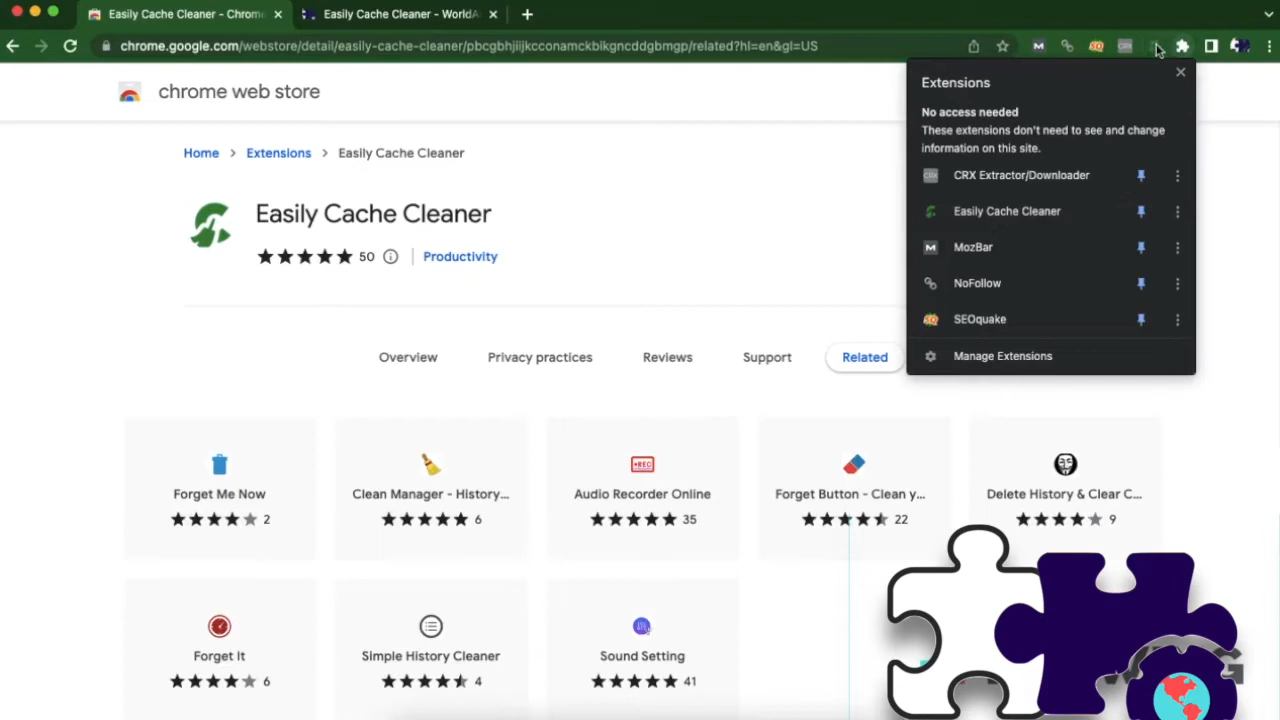 Easily Cache Cleaner - Chrome
Easily Cache Cleaner - WorldA
chrome.google.com/webstore/detail/easily-cache-cleaner/pbcgbhjiijkcconamckbikgncddgbmgp/related?hl=en&gl=US
chrome web store
Home > Extensions > Easily Cache Cleaner
Easily Cache Cleaner
50
Productivity
Overview
Privacy practices
Reviews
Support
Related
Extensions
No access needed
These extensions don't need to see and change
information on this site.
CRX Extractor/Downloader
Easily Cache Cleaner
MozBar
NoFollow
SEOquake
Manage Extensions
Forget Me Now
2
Clean Manager - History...
6
REC
Audio Recorder Online
35
Forget Button - Clean y...
22
Delete History & Clear C...
9
Forget It
6
Simple History Cleaner
4
Sound Setting
41